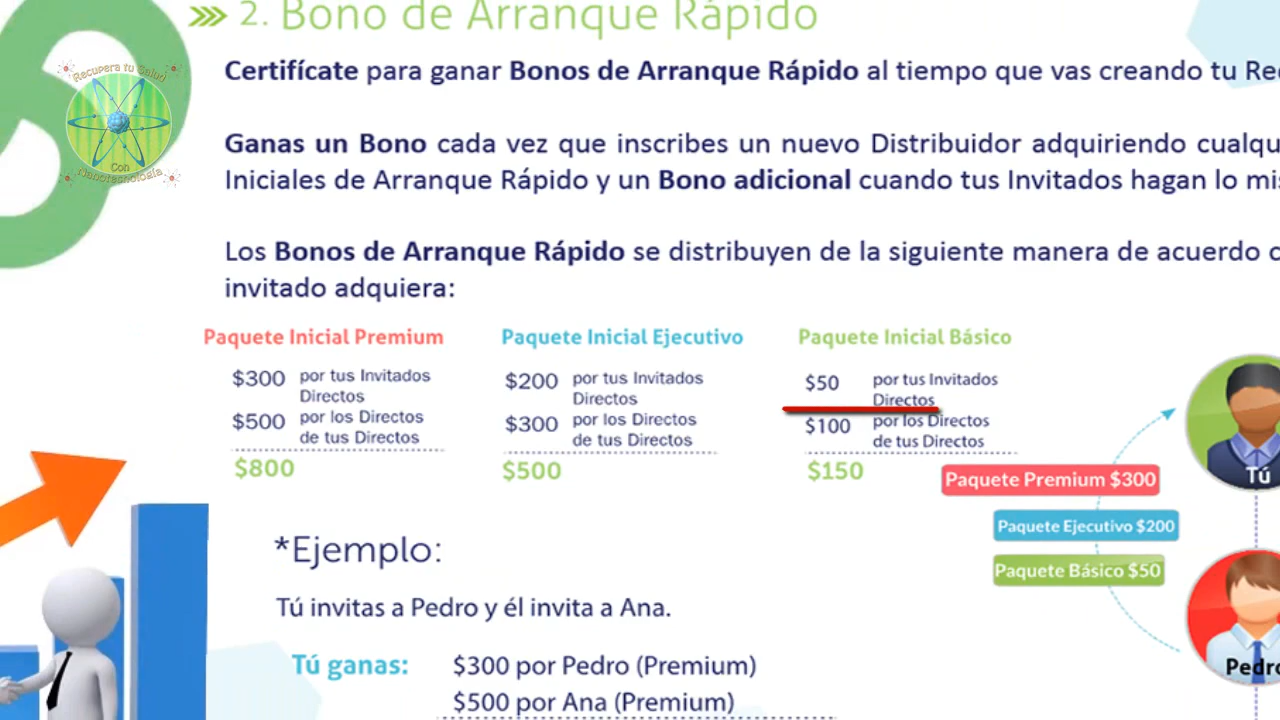 2. Bono de Arranque Rápido
Recupera tu Salud
Con
Nanotecnología
Certifícate para ganar Bonos de Arranque Rápido al tiempo que vas creando tu
Ganas un Bono cada vez que inscribes un nuevo Distribuidor adquiriendo
Iniciales de Arranque Rápido y un Bono adicional cuando tus Invitados hagan lo
Los Bonos de Arranque Rápido se distribuyen de la siguiente manera de acuerdo
invitado adquiera:
Paquete Inicial Premium
$300 por tus Invitados
Directos
$500 por los Directos
de tus Directos
$800
Paquete Inicial Ejecutivo
$200 por tus Invitados
Directos
$300 por los Directos
de tus Directos
$500
Paquete Inicial Básico
$50 por tus Invitados
Directos
$100 por los Directos
de tus Directos
$150
Paquete Premium $300
Paquete Ejecutivo $200
Paquete Básico $50
Tú
Pedro
*Ejemplo:
Tú invitas a Pedro y él invita a Ana.
Tú ganas: $300 por Pedro (Premium)
$500 por Ana (Premium)